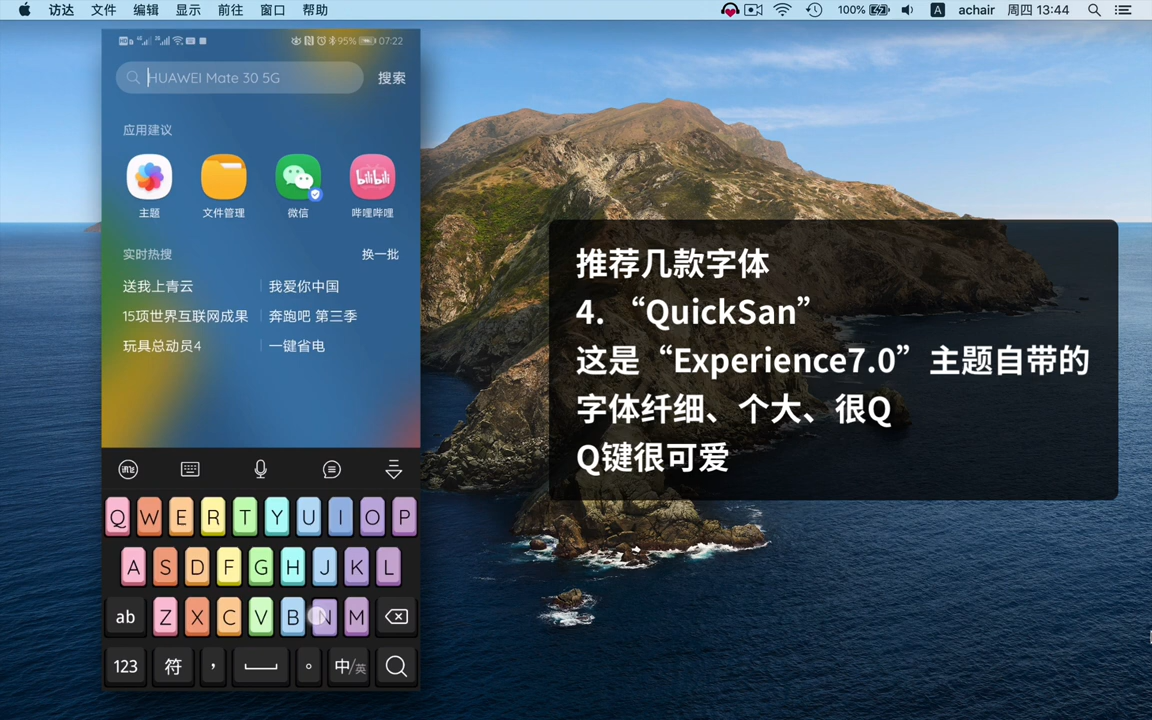 访达 文件 编辑 显示 前往 窗口 帮助
100% A achair 周四 13:44
95% 07:22
HUAWEI Mate 30 5G 搜索
应用建议
bilibili
主题 文件管理 微信 哔哩哔哩
实时热搜 换一批
送我上青云 我爱你中国
15项世界互联网成果 奔跑吧 第三季
玩具总动员4 一键省电
Q W E R T Y U I O P
A S D F G H J K L
ab Z X C V B N M
123 符 , 。 中/英
推荐几款字体
4. “QuickSan”
这是“Experience7.0”主题自带的
字体纤细、个大、很Q
Q键很可爱